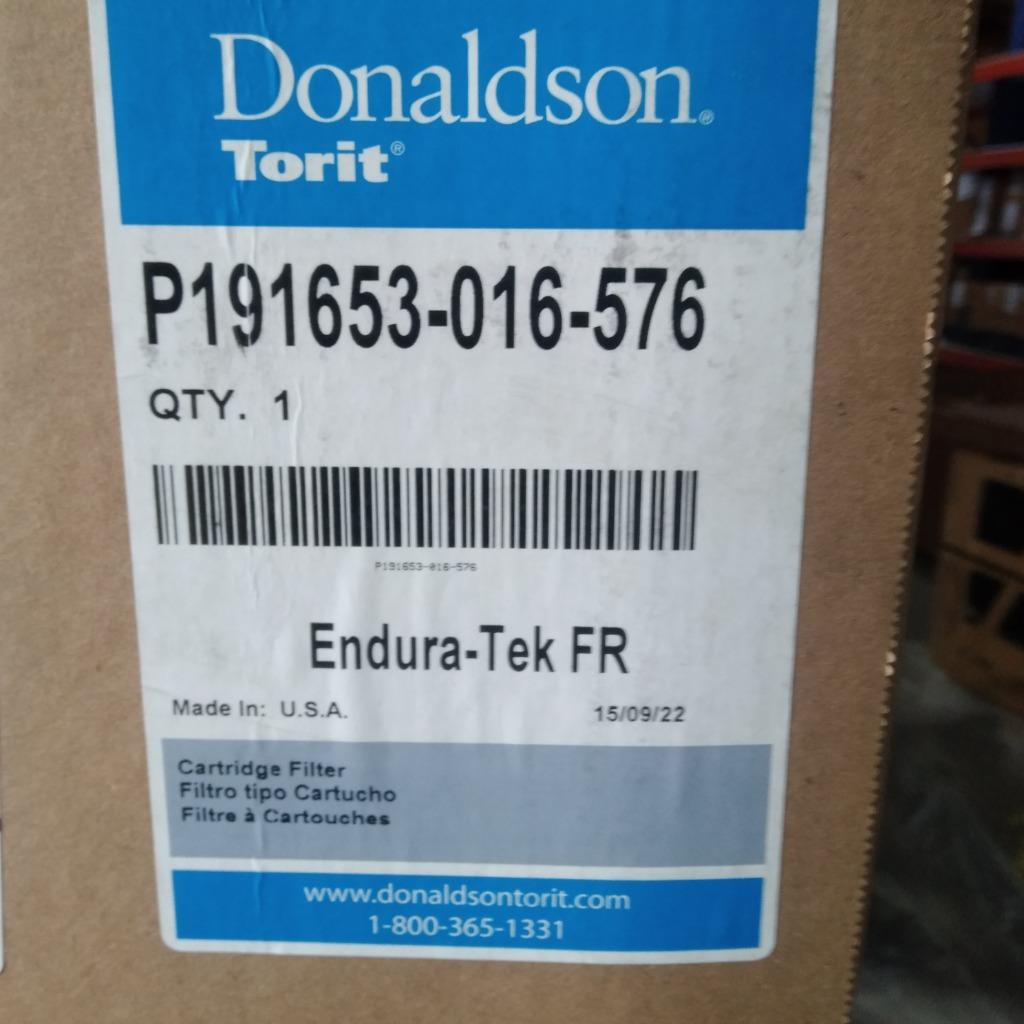 Donaldson®
Torit®
P191653-016-576
QTY. 1
P191653-016-576
Endura-Tek FR
Made In: U.S.A.
15/09/22
Cartridge Filter
Filtro tipo Cartucho
Filtre à Cartouches
www.donaldsontorit.com
1-800-365-1331